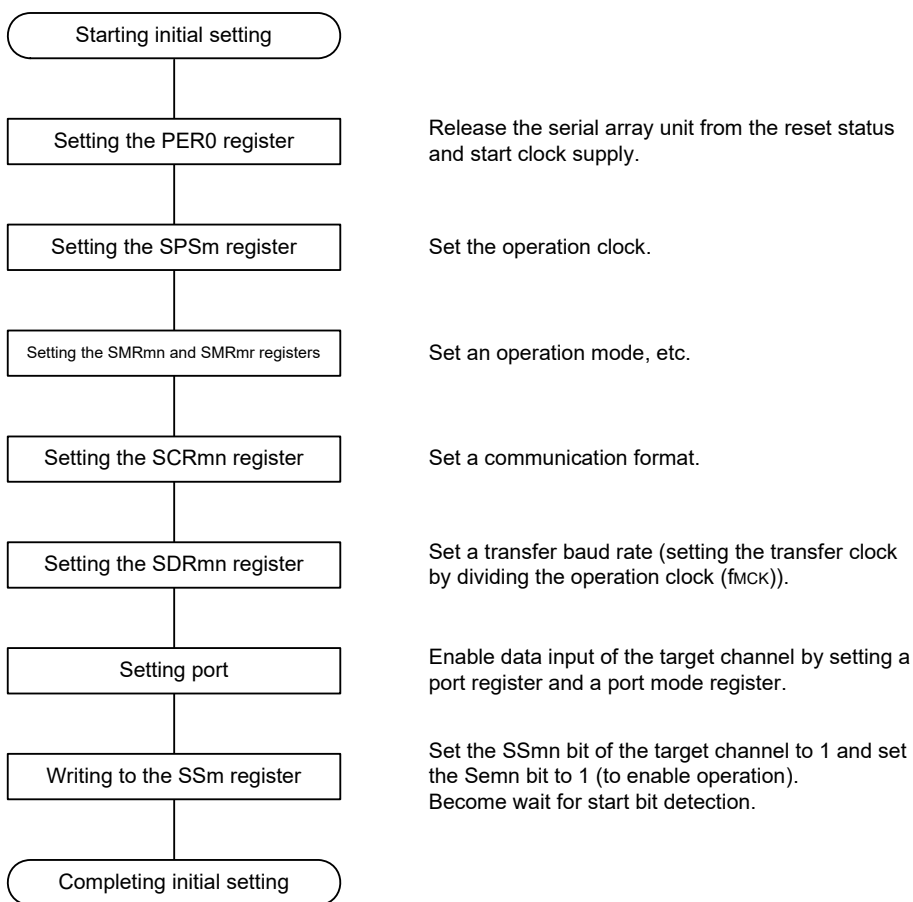 Starting initial setting
Setting the PER0 register
Release the serial array unit from the reset status
and start clock supply.
Setting the SPSm register
Set the operation clock.
Setting the SMRmn and SMRmr registers
Set an operation mode, etc.
Setting the SCRmn register
Set a communication format.
Setting the SDRmn register
Set a transfer baud rate (setting the transfer clock
by dividing the operation clock (fMCK)).
Setting port
Enable data input of the target channel by setting a
port register and a port mode register.
Writing to the SSm register
Set the SSmn bit of the target channel to 1 and set
the Semn bit to 1 (to enable operation).
Become wait for start bit detection.
Completing initial setting